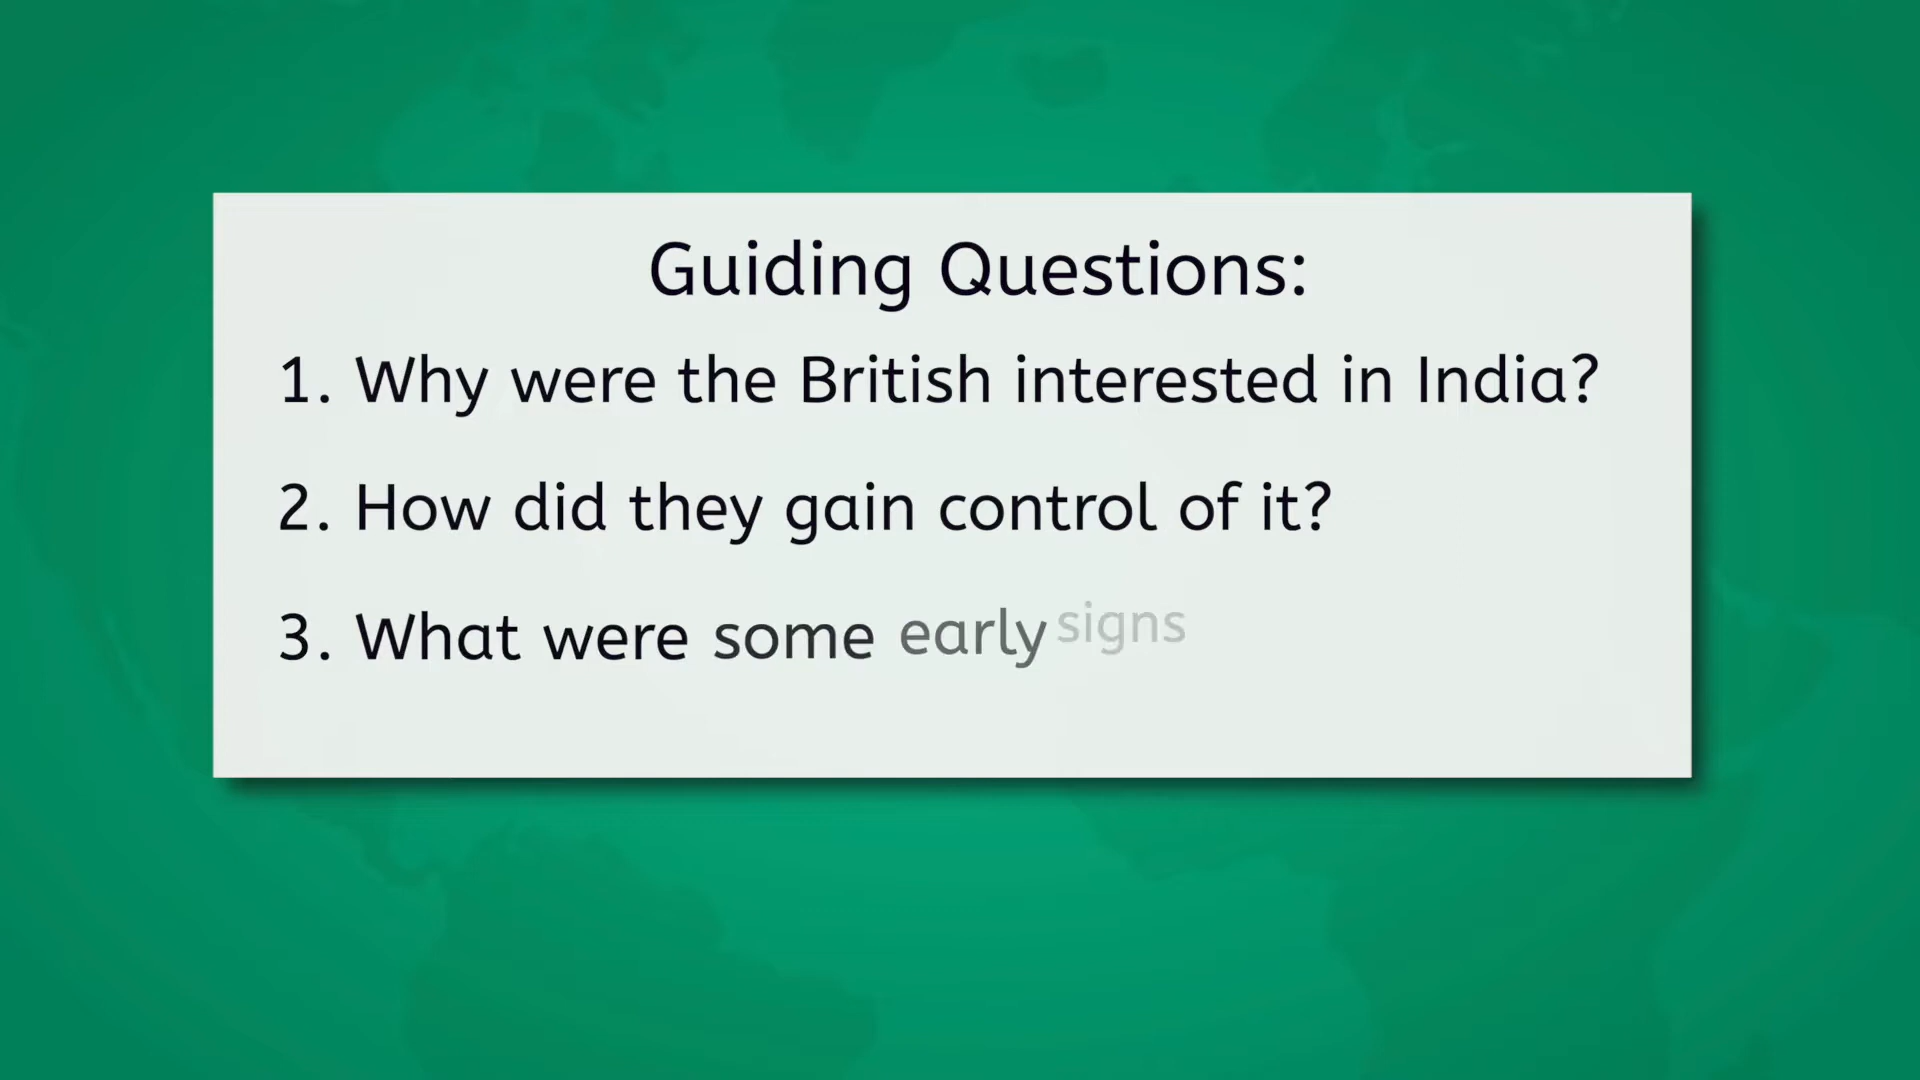 Guiding Questions:
1. Why were the British interested in India?
2. How did they gain control of it?
3. What were some early signs